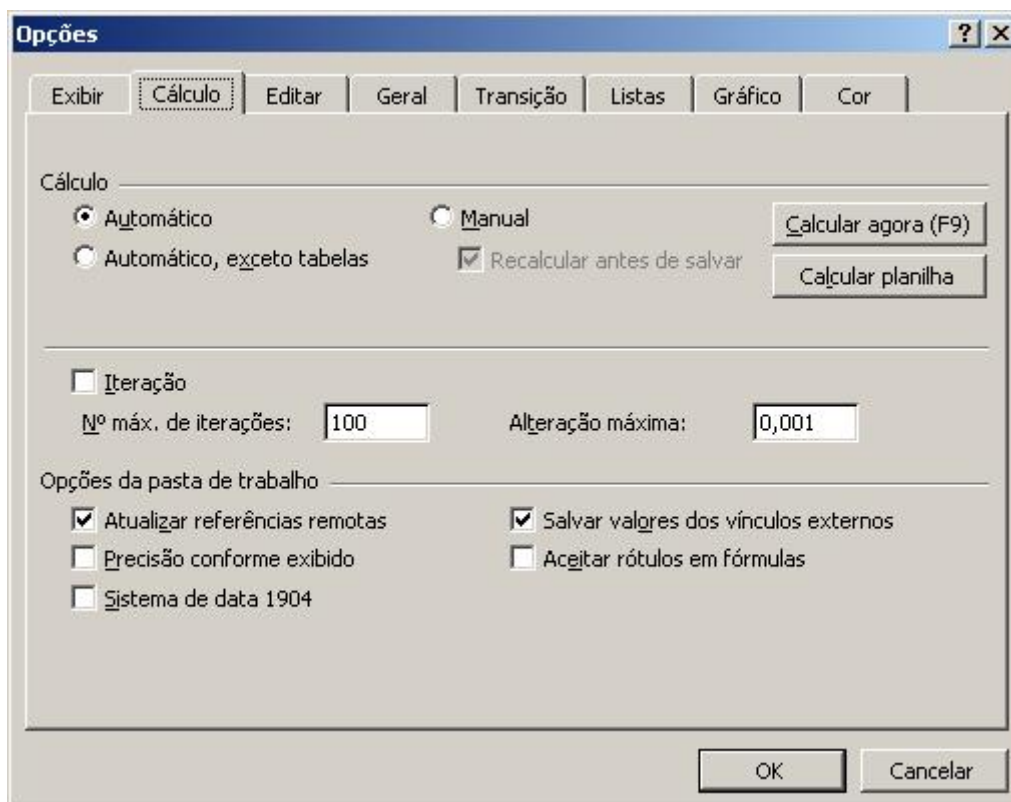 Opções
Exibir Cálculo Editar Geral Transição Listas Gráfico Cor
Cálculo
Automático Manual Calcular agora (F9)
Automático, exceto tabelas Recalcular antes de salvar Calcular planilha
Iteração
Nº máx. de iterações: 100 Alteração máxima: 0,001
Opções da pasta de trabalho
Atualizar referências remotas Salvar valores dos vínculos externos
Precisão conforme exibido Aceitar rótulos em fórmulas
Sistema de data 1904
OK Cancelar